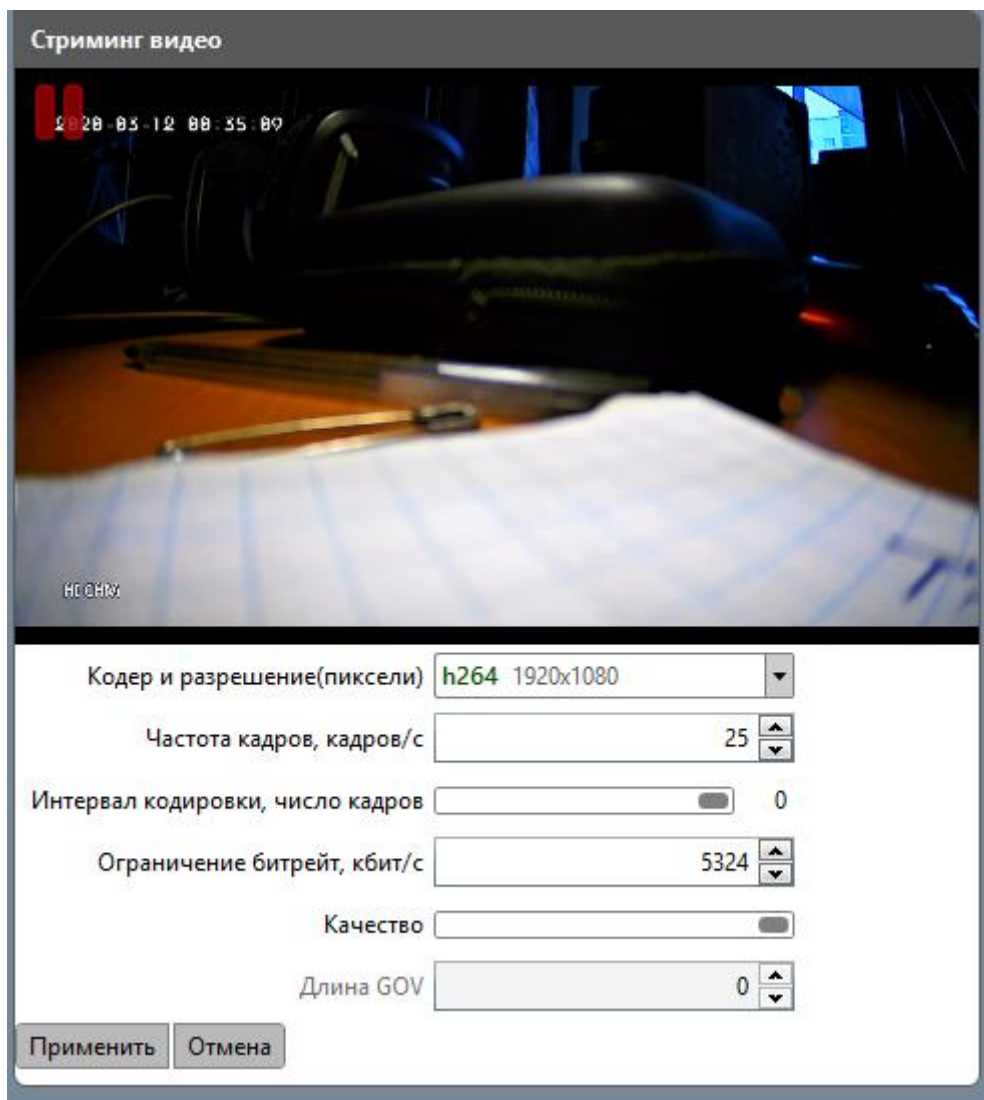 Стриминг видео
2020-03-12 00:35:09
Кодер и разрешение(пиксели) h264 1920x1080
Частота кадров, кадров/с 25
Интервал кодировки, число кадров 0
Ограничение битрейт, кбит/с 5324
Качество
Длина GOV 0
Применить Отмена